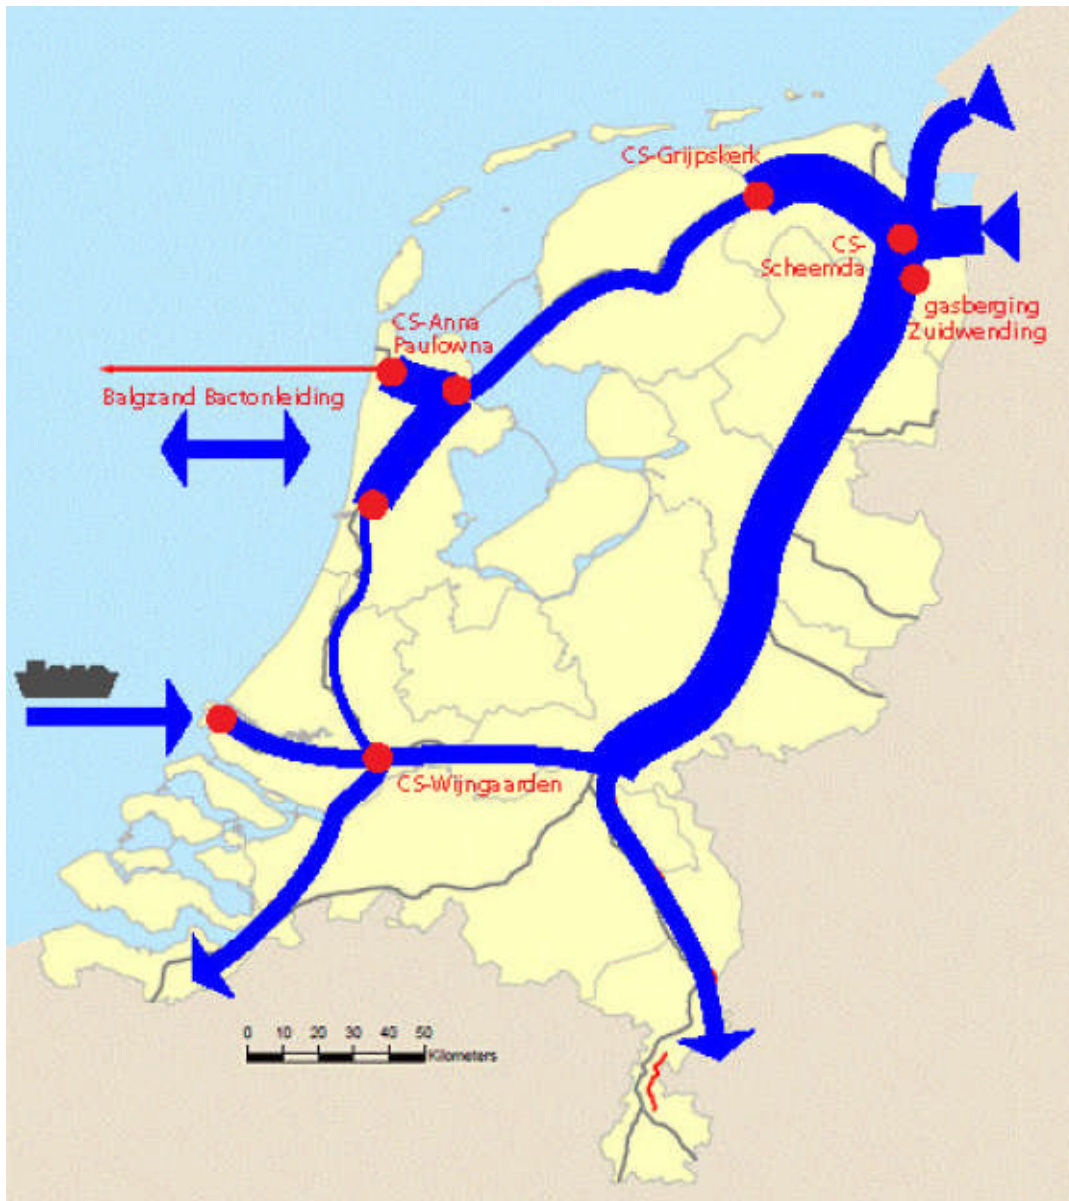 CS-Grijpskerk
CS-
Scheemda
gasberging
Zuidwending
CS-Anna
Paulowna
Balgzand Bactonleiding
CS-Wijngaarden
0 10 20 30 40 50
Kilometers